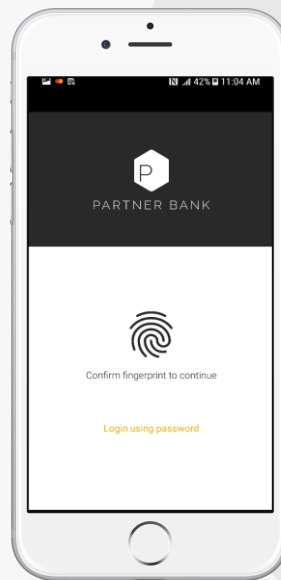 42% 11:04 AM
P
PARTNER BANK
Confirm fingerprint to continue
Login using password